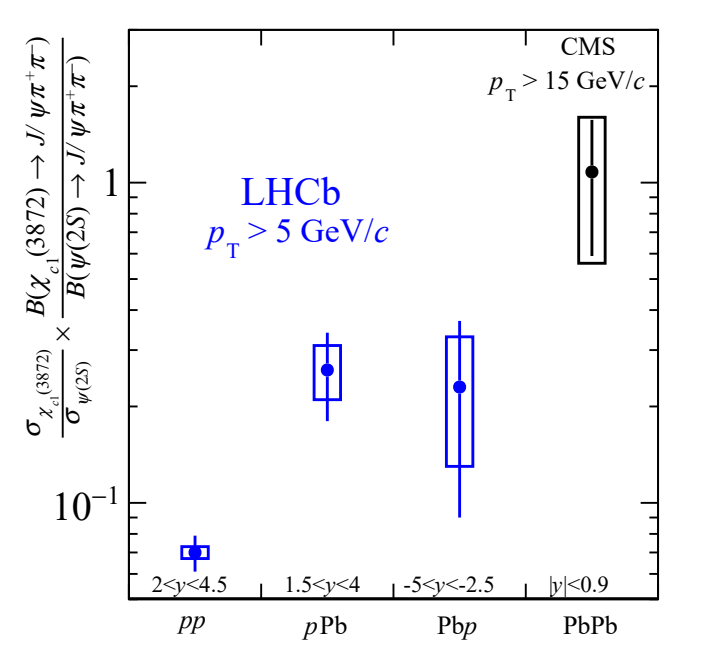 CMS
p_T > 15 GeV/c
LHCb
p_T > 5 GeV/c
1
10⁻¹
σ_χc1(3872) / σ_ψ(2S) × B(χ_c1(3872) → J/ψπ⁺π⁻) / B(ψ(2S) → J/ψπ⁺π⁻)
2<y<4.5
1.5<y<4
-5<y<-2.5
|y|<0.9
pp
pPb
Pbp
PbPb